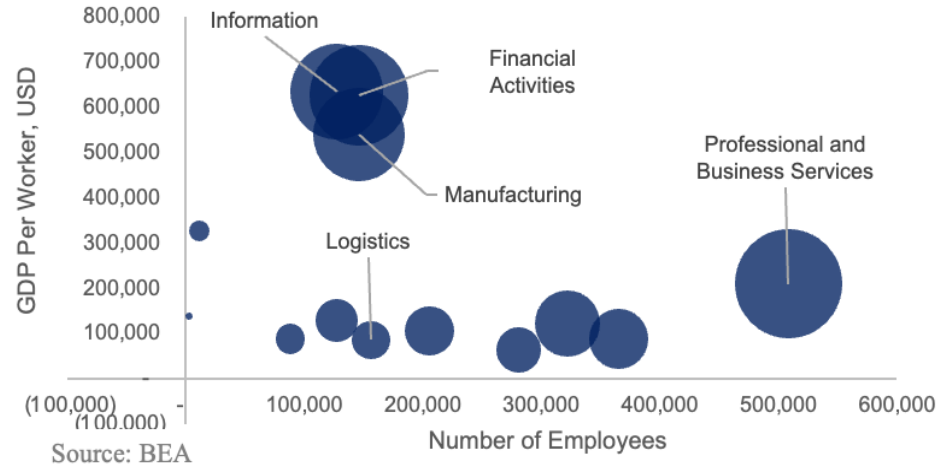 800,000
Information
700,000
Financial
Activities
600,000
500,000
Professional and
Business Services
400,000
Manufacturing
300,000
Logistics
200,000
100,000
-
(100,000)
(100,000)
-
100,000
200,000
300,000
400,000
500,000
600,000
GDP Per Worker, USD
Number of Employees
Source: BEA